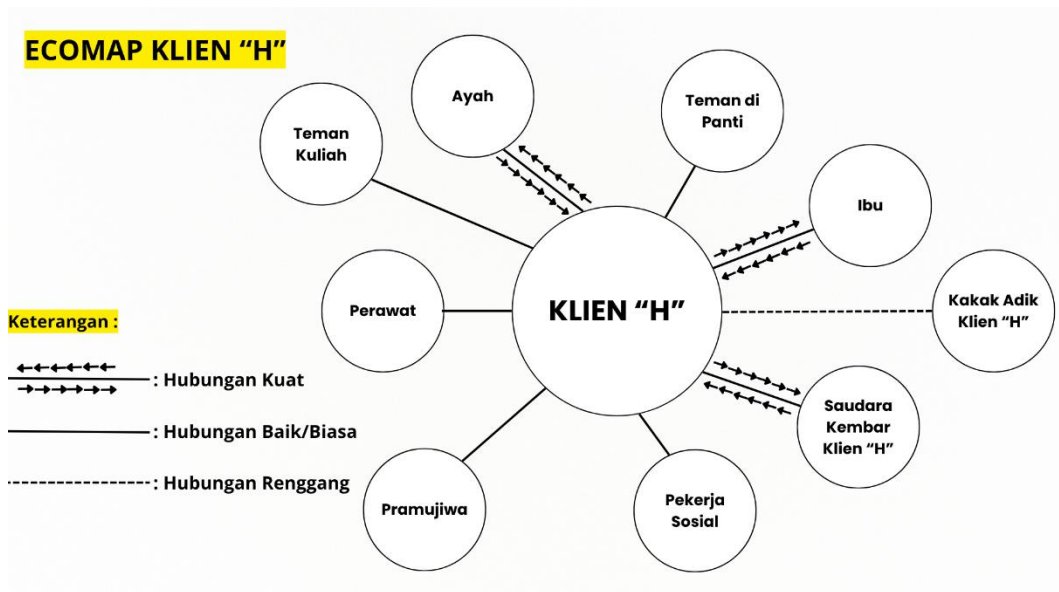 ECOMAP KLIEN “H”
Ayah
Teman di
Panti
Teman
Kuliah
Ibu
Perawat
KLIEN “H”
Kakak Adik
Klien “H”
Keterangan :
: Hubungan Kuat
: Hubungan Baik/Biasa
: Hubungan Renggang
Saudara
Kembar
Klien “H”
Pramujiwa
Pekerja
Sosial